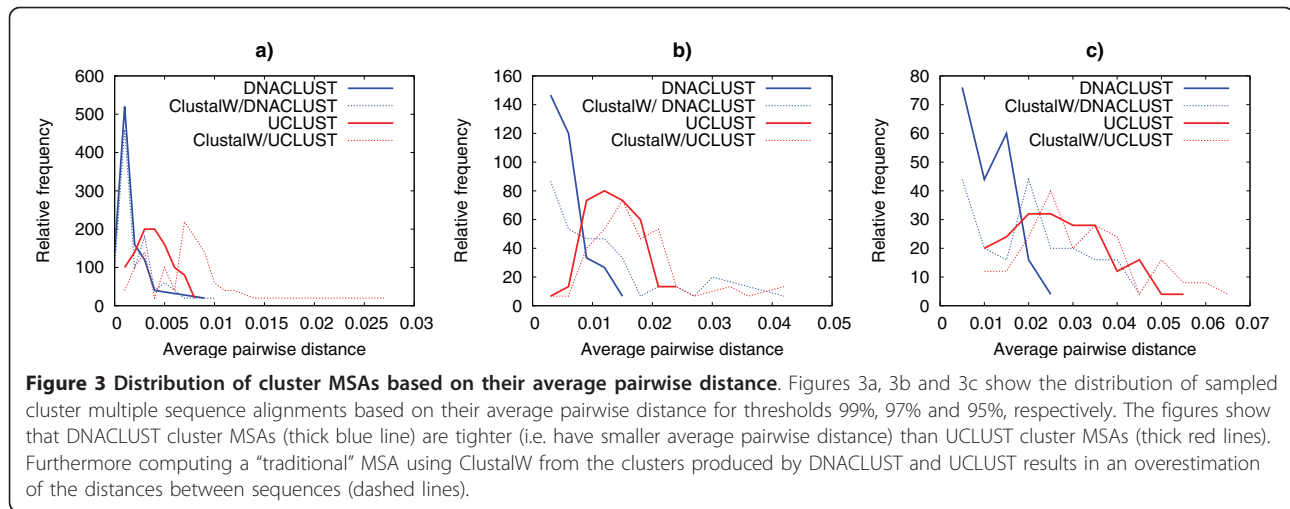 a)
600
500
400
300
200
100
0
Relative frequency
DNACLUST
ClustalW/DNACLUST
UCLUST
ClustalW/UCLUST
0 0.005 0.01 0.015 0.02 0.025 0.03
Average pairwise distance
b)
160
140
120
100
80
60
40
20
0
Relative frequency
DNACLUST
ClustalW/ DNACLUST
UCLUST
ClustalW/UCLUST
0 0.01 0.02 0.03 0.04 0.05
Average pairwise distance
c)
80
70
60
50
40
30
20
10
0
Relative frequency
DNACLUST
ClustalW/DNACLUST
UCLUST
ClustalW/UCLUST
0 0.01 0.02 0.03 0.04 0.05 0.06 0.07
Average pairwise distance
Figure 3 Distribution of cluster MSAs based on their average pairwise distance. Figures 3a, 3b and 3c show the distribution of sampled
cluster multiple sequence alignments based on their average pairwise distance for thresholds 99%, 97% and 95%, respectively. The figures show
that DNACLUST cluster MSAs (thick blue line) are tighter (i.e. have smaller average pairwise distance) than UCLUST cluster MSAs (thick red lines).
Furthermore computing a “traditional” MSA using ClustalW from the clusters produced by DNACLUST and UCLUST results in an overestimation
of the distances between sequences (dashed lines).